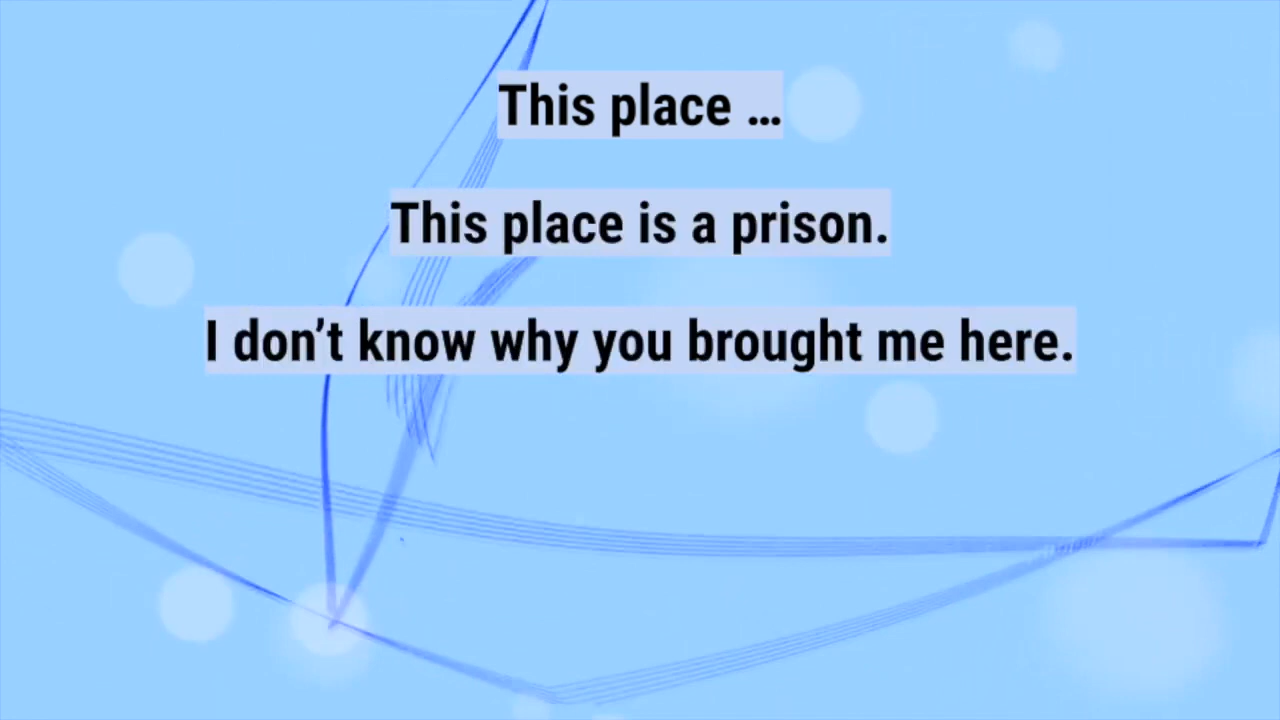 This place …
This place is a prison.
I don’t know why you brought me here.